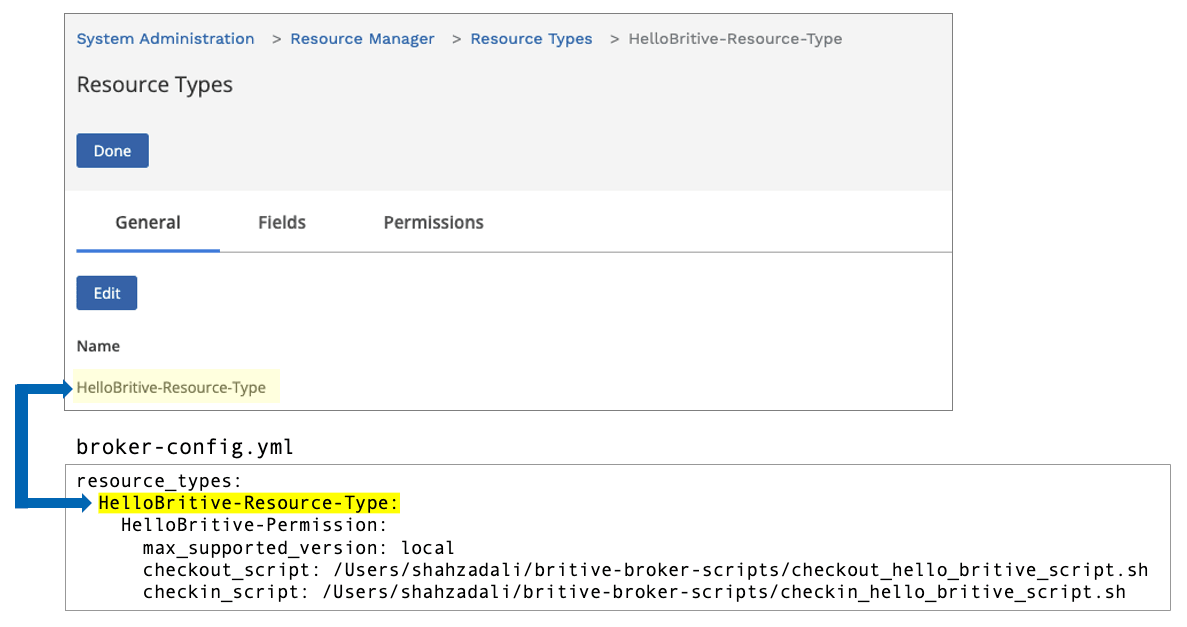 System Administration > Resource Manager > Resource Types > HelloBritive-Resource-Type
Resource Types
Done
General Fields Permissions
Edit
Name
HelloBritive-Resource-Type
broker-config.yml
resource_types:
  HelloBritive-Resource-Type:
    HelloBritive-Permission:
      max_supported_version: local
      checkout_script: /Users/shahzadali/britive-broker-scripts/checkout_hello_britive_script.sh
      checkin_script: /Users/shahzadali/britive-broker-scripts/checkin_hello_britive_script.sh